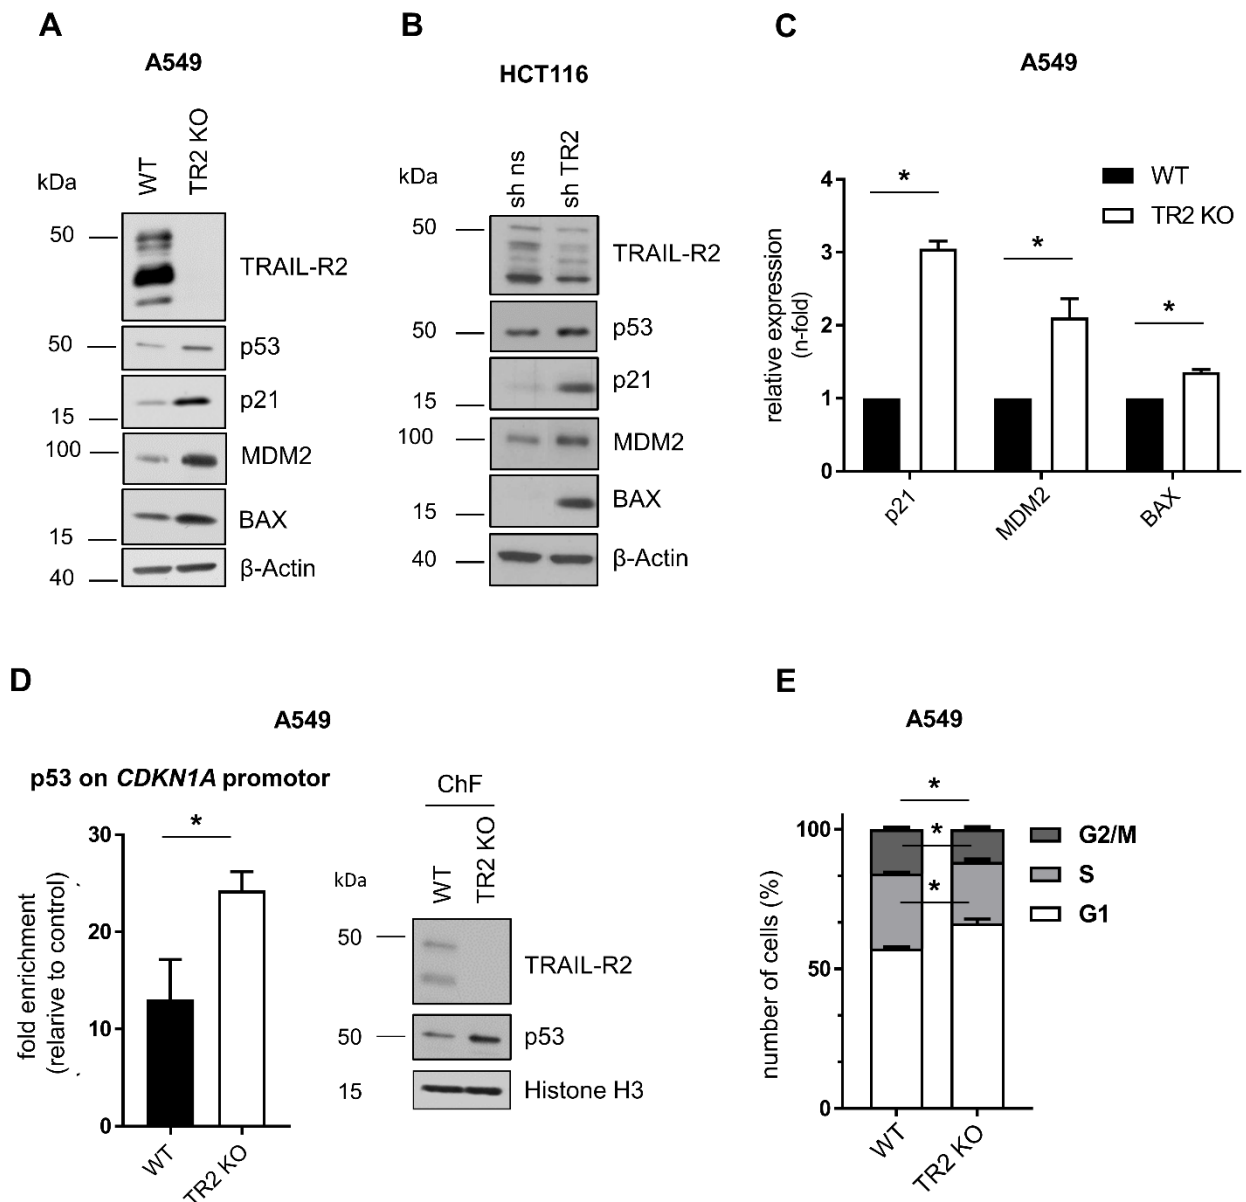 A
A549
kDa
WT
TR2 KO
50
TRAIL-R2
50
p53
15
p21
100
MDM2
15
BAX
40
β-Actin
B
HCT116
kDa
sh ns
sh TR2
50
TRAIL-R2
50
p53
15
p21
100
MDM2
15
BAX
40
β-Actin
C
A549
WT
TR2 KO
relative expression
(n-fold)
4
3
2
1
0
*
*
*
p21
MDM2
BAX
D
A549
p53 on CDKN1A promotor
fold enrichment
(relarive to control)
30
20
10
0
*
WT
TR2 KO
ChF
kDa
WT
TR2 KO
50
TRAIL-R2
50
p53
15
Histone H3
E
A549
number of cells (%)
100
50
0
*
*
*
G2/M
S
G1
WT
TR2 KO